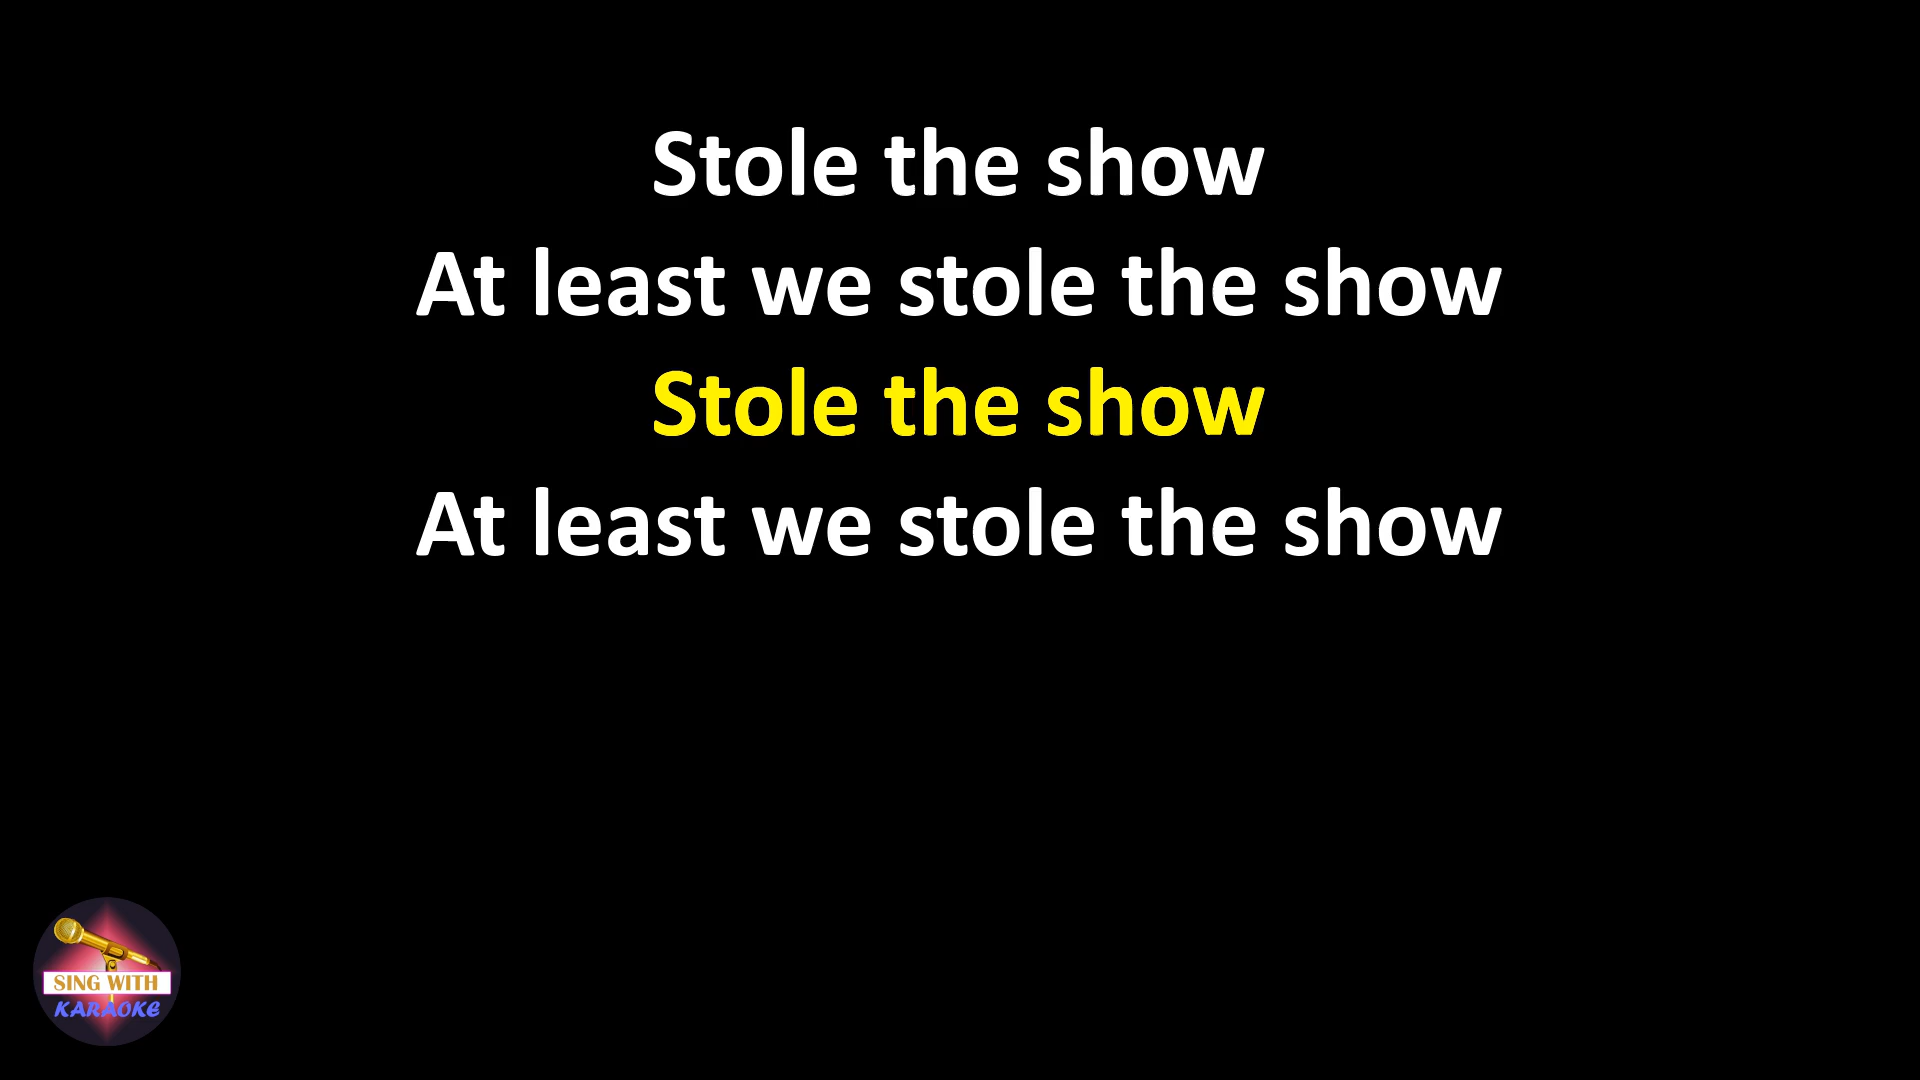 Stole the show
At least we stole the show
Stole the show
At least we stole the show
SING WITH
KARAOKE